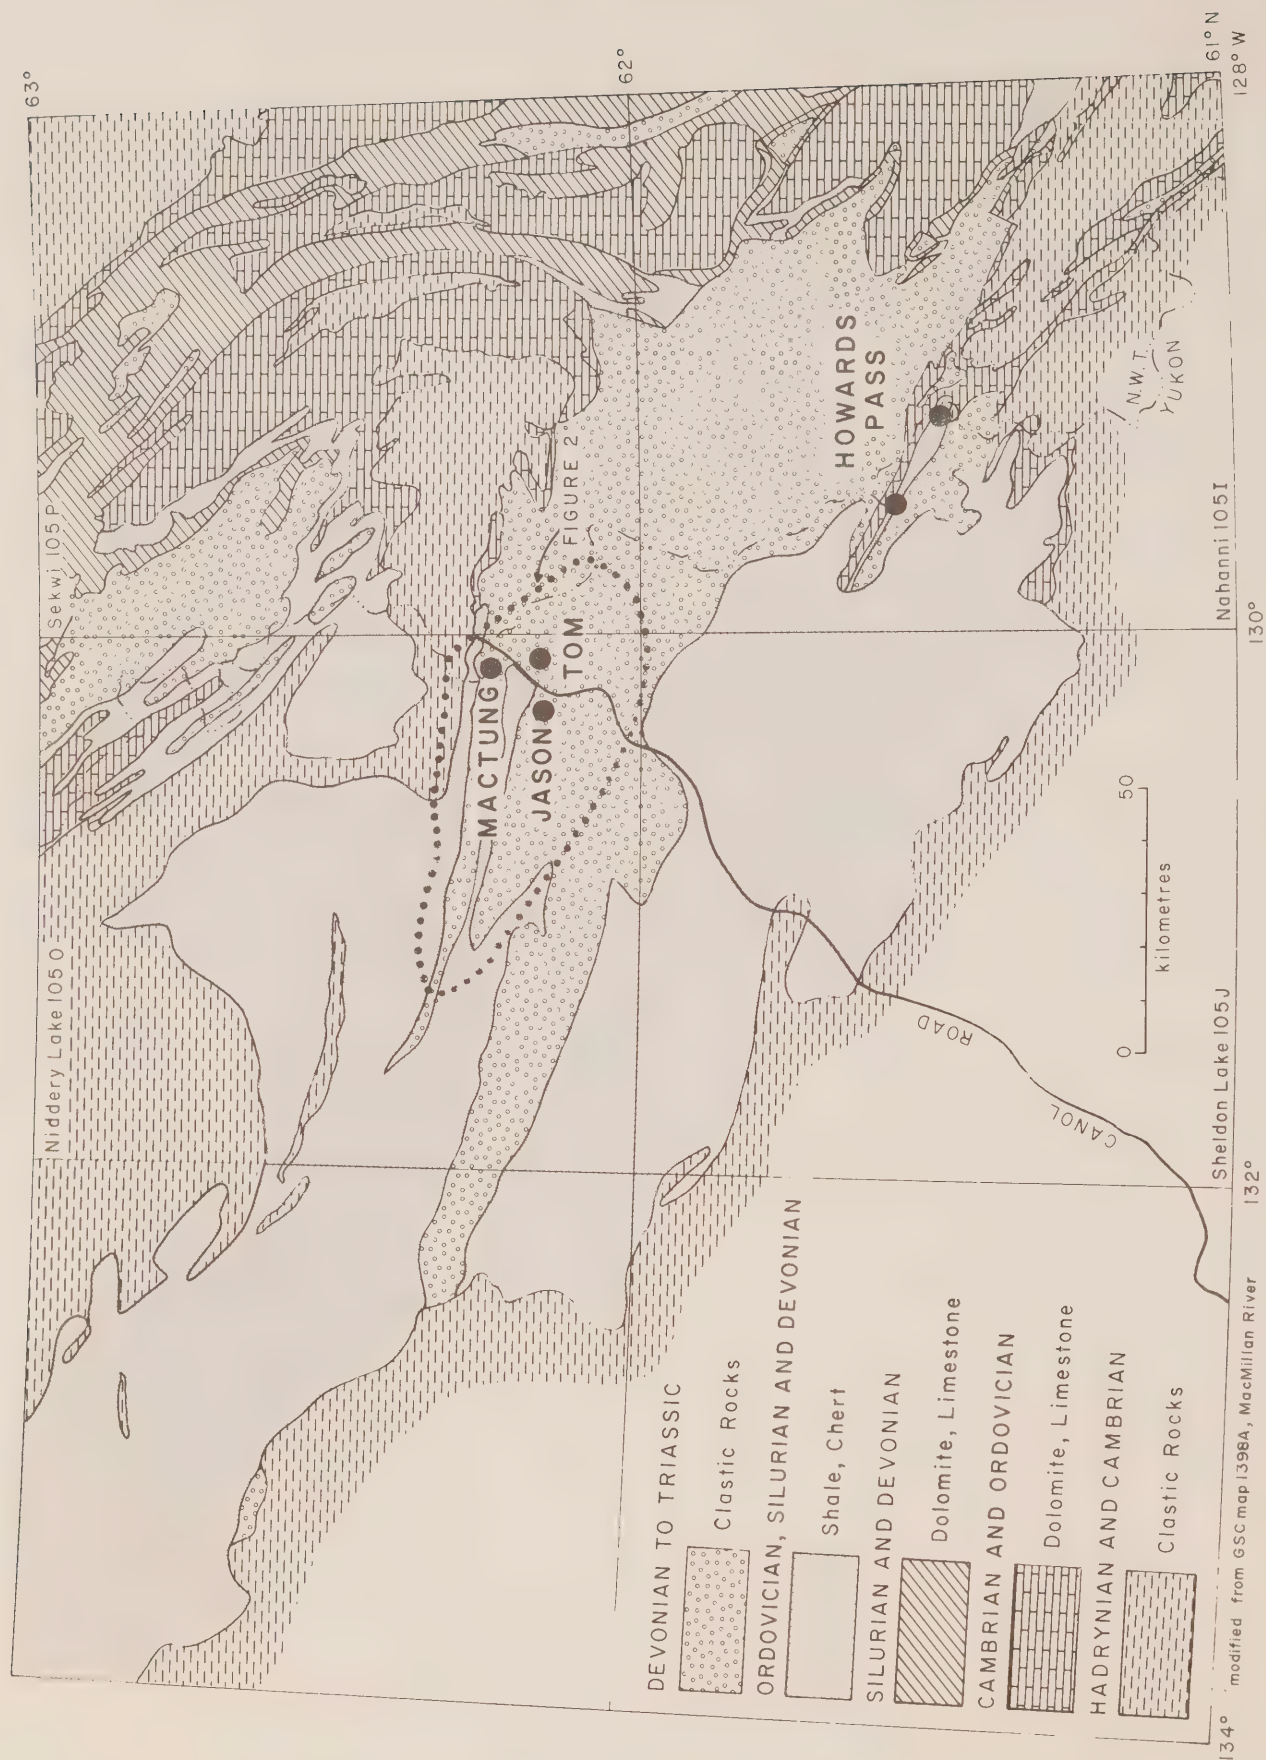 63°
62°
61° N
128° W
Niddery Lake 105 O
Sekwi 105 P
MACTUNG
JASON
TOM
FIGURE 2
HOWARDS
PASS
N.W.T.
YUKON
Nahanni 105 I
130°
0
50
kilometres
ROAD
CANOL
Sheldon Lake 105 J
132°
DEVONIAN TO TRIASSIC
Clastic Rocks
ORDOVICIAN, SILURIAN AND DEVONIAN
Shale, Chert
SILURIAN AND DEVONIAN
Dolomite, Limestone
CAMBRIAN AND ORDOVICIAN
Dolomite, Limestone
HADRYNIAN AND CAMBRIAN
Clastic Rocks
134°
modified from GSC map 1398A, MacMillan River